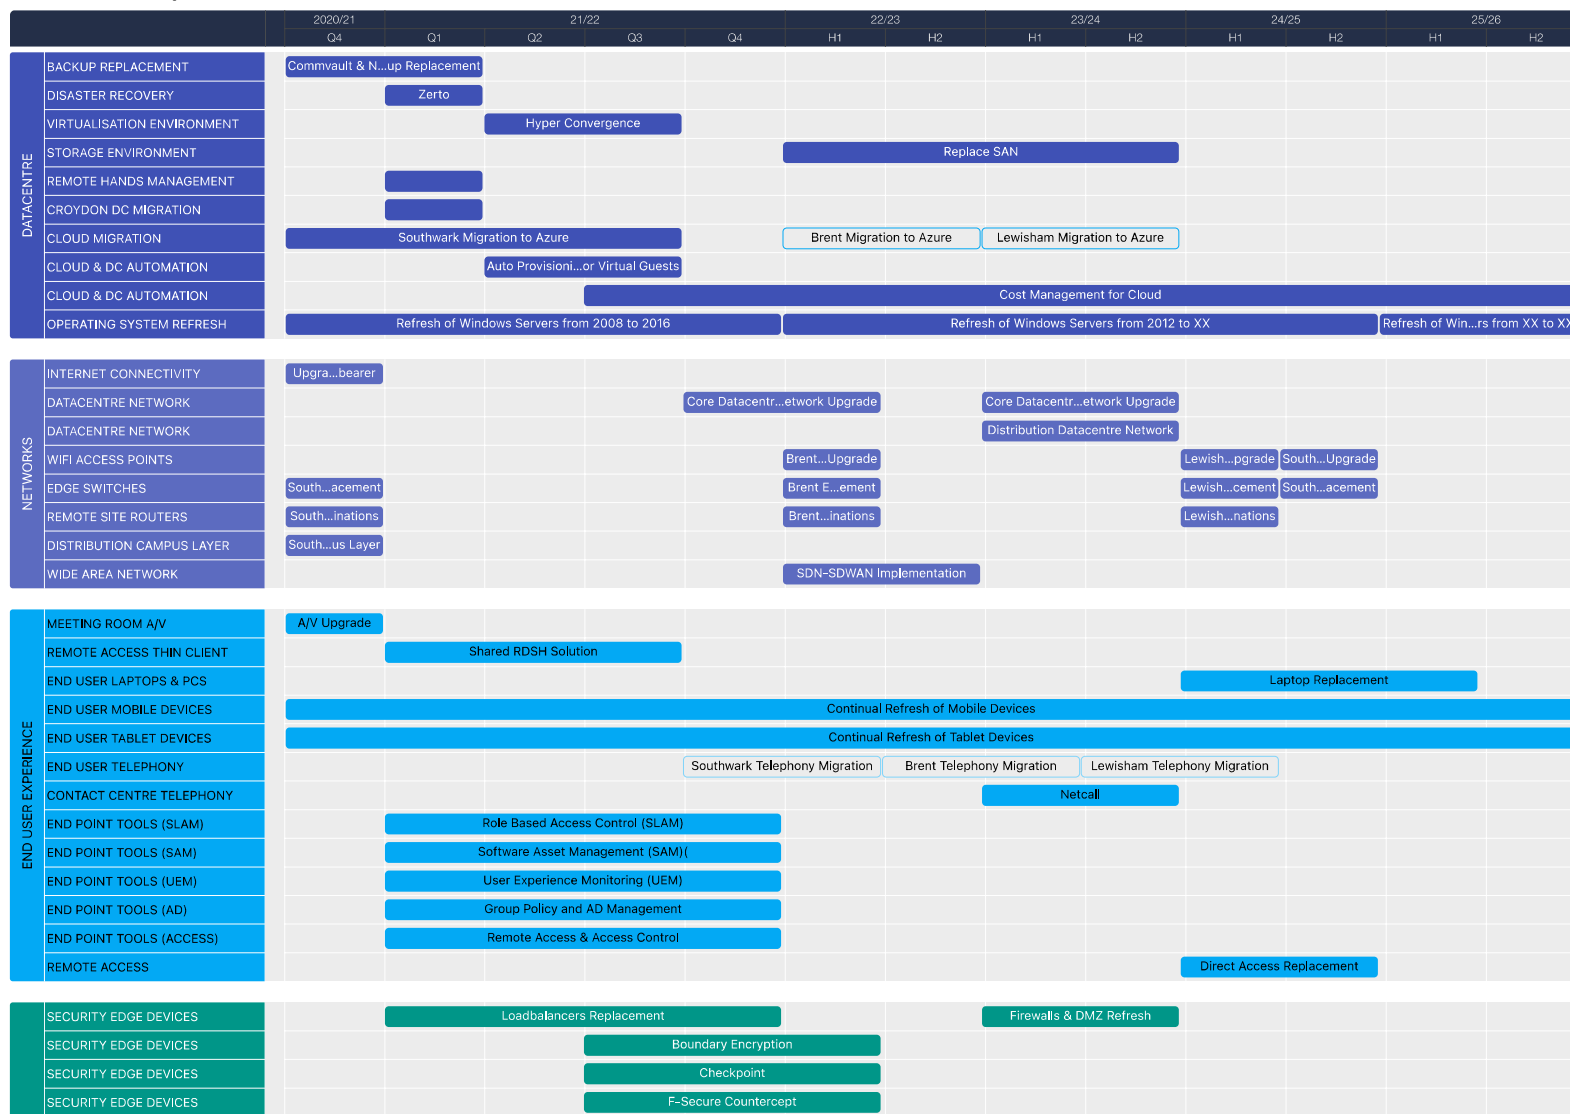 2020/21 21/22 22/23 23/24 24/25 25/26
Q4 Q1 Q2 Q3 Q4 H1 H2 H1 H2 H1 H2 H1 H2
DATACENTRE
BACKUP REPLACEMENT Commvault & N...up Replacement
DISASTER RECOVERY Zerto
VIRTUALISATION ENVIRONMENT Hyper Convergence
STORAGE ENVIRONMENT Replace SAN
REMOTE HANDS MANAGEMENT
CROYDON DC MIGRATION
CLOUD MIGRATION Southwark Migration to Azure Brent Migration to Azure Lewisham Migration to Azure
CLOUD & DC AUTOMATION Auto Provisioni...or Virtual Guests
CLOUD & DC AUTOMATION Cost Management for Cloud
OPERATING SYSTEM REFRESH Refresh of Windows Servers from 2008 to 2016 Refresh of Windows Servers from 2012 to XX Refresh of Win...rs from XX to XX
NETWORKS
INTERNET CONNECTIVITY Upgra...bearer
DATACENTRE NETWORK Core Datacentr...etwork Upgrade Core Datacentr...etwork Upgrade
DATACENTRE NETWORK Distribution Datacentre Network
WIFI ACCESS POINTS Brent...Upgrade Lewish...pgrade South...Upgrade
EDGE SWITCHES South...acement Brent E...ement Lewish...cement South...acement
REMOTE SITE ROUTERS South...inations Brent...inations Lewish...nations
DISTRIBUTION CAMPUS LAYER South...us Layer
WIDE AREA NETWORK SDN-SDWAN Implementation
END USER EXPERIENCE
MEETING ROOM A/V A/V Upgrade
REMOTE ACCESS THIN CLIENT Shared RDSH Solution
END USER LAPTOPS & PCS Laptop Replacement
END USER MOBILE DEVICES Continual Refresh of Mobile Devices
END USER TABLET DEVICES Continual Refresh of Tablet Devices
END USER TELEPHONY Southwark Telephony Migration Brent Telephony Migration Lewisham Telephony Migration
CONTACT CENTRE TELEPHONY Netcall
END POINT TOOLS (SLAM) Role Based Access Control (SLAM)
END POINT TOOLS (SAM) Software Asset Management (SAM)(
END POINT TOOLS (UEM) User Experience Monitoring (UEM)
END POINT TOOLS (AD) Group Policy and AD Management
END POINT TOOLS (ACCESS) Remote Access & Access Control
REMOTE ACCESS Direct Access Replacement
SECURITY EDGE DEVICES Loadbalancers Replacement Firewalls & DMZ Refresh
SECURITY EDGE DEVICES Boundary Encryption
SECURITY EDGE DEVICES Checkpoint
SECURITY EDGE DEVICES F-Secure Countercept